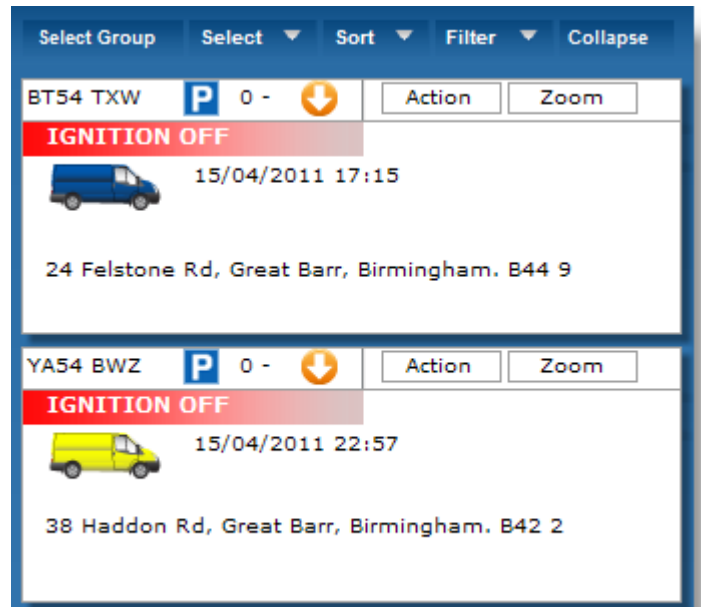 Select Group Select Sort Filter Collapse
BT54 TXW P 0 - Action Zoom
IGNITION OFF
15/04/2011 17:15
24 Felstone Rd, Great Barr, Birmingham. B44 9
YA54 BWZ P 0 - Action Zoom
IGNITION OFF
15/04/2011 22:57
38 Haddon Rd, Great Barr, Birmingham. B42 2